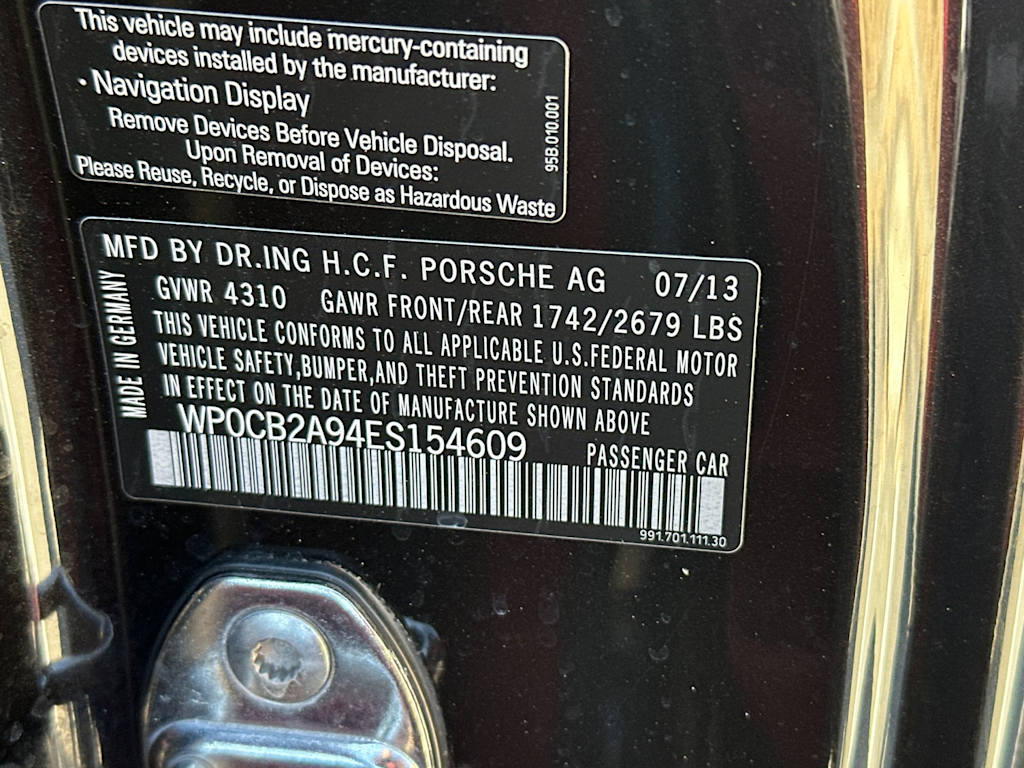 This vehicle may include mercury-containing
devices installed by the manufacturer:
· Navigation Display
Remove Devices Before Vehicle Disposal.
Upon Removal of Devices:
Please Reuse, Recycle, or Dispose as Hazardous Waste
95B.010.001
MFD BY DR.ING H.C.F. PORSCHE AG 07/13
GVWR 4310 GAWR FRONT/REAR 1742/2679 LBS
THIS VEHICLE CONFORMS TO ALL APPLICABLE U.S.FEDERAL MOTOR
VEHICLE SAFETY,BUMPER,AND THEFT PREVENTION STANDARDS
IN EFFECT ON THE DATE OF MANUFACTURE SHOWN ABOVE
MADE IN GERMANY
WP0CB2A94ES154609 PASSENGER CAR
991.701.111.30